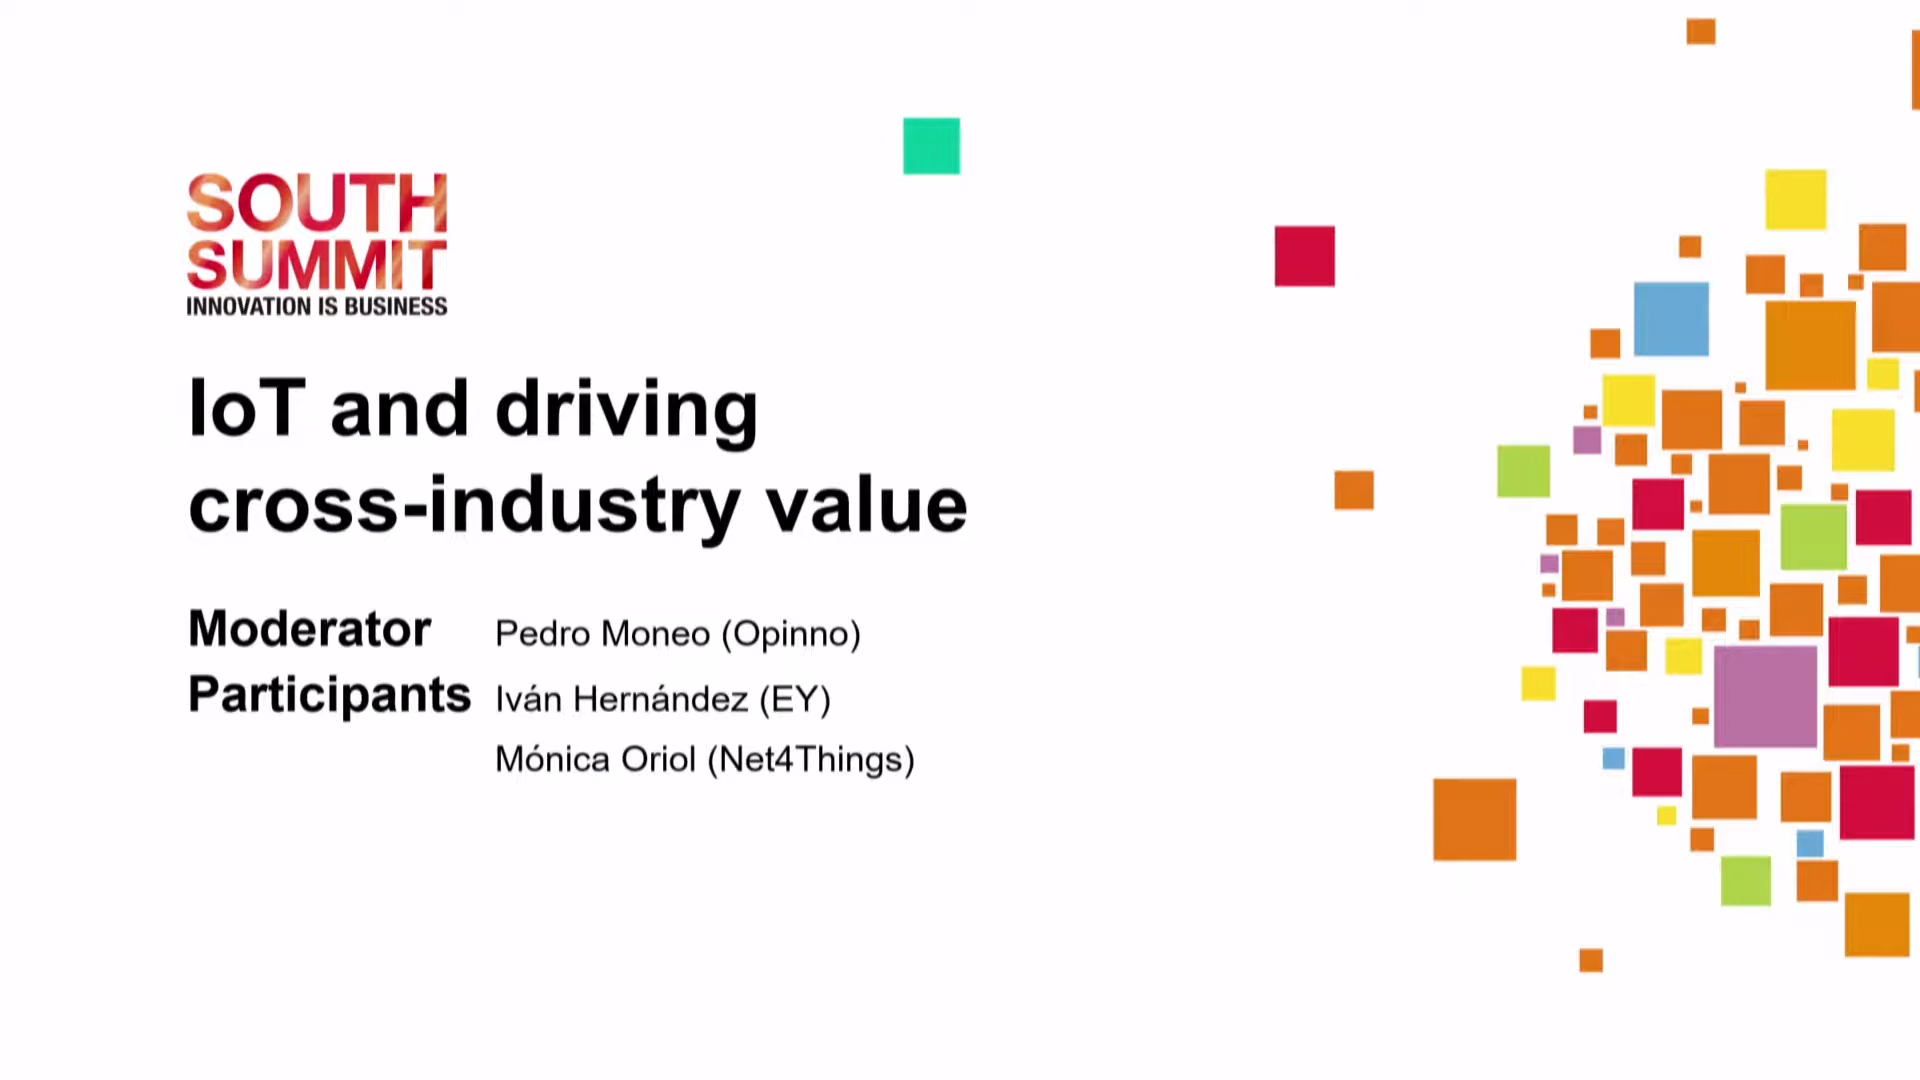 SOUTH
SUMMIT
INNOVATION IS BUSINESS
IoT and driving
cross-industry value
Moderator Pedro Moneo (Opinno)
Participants Iván Hernández (EY)
Mónica Oriol (Net4Things)